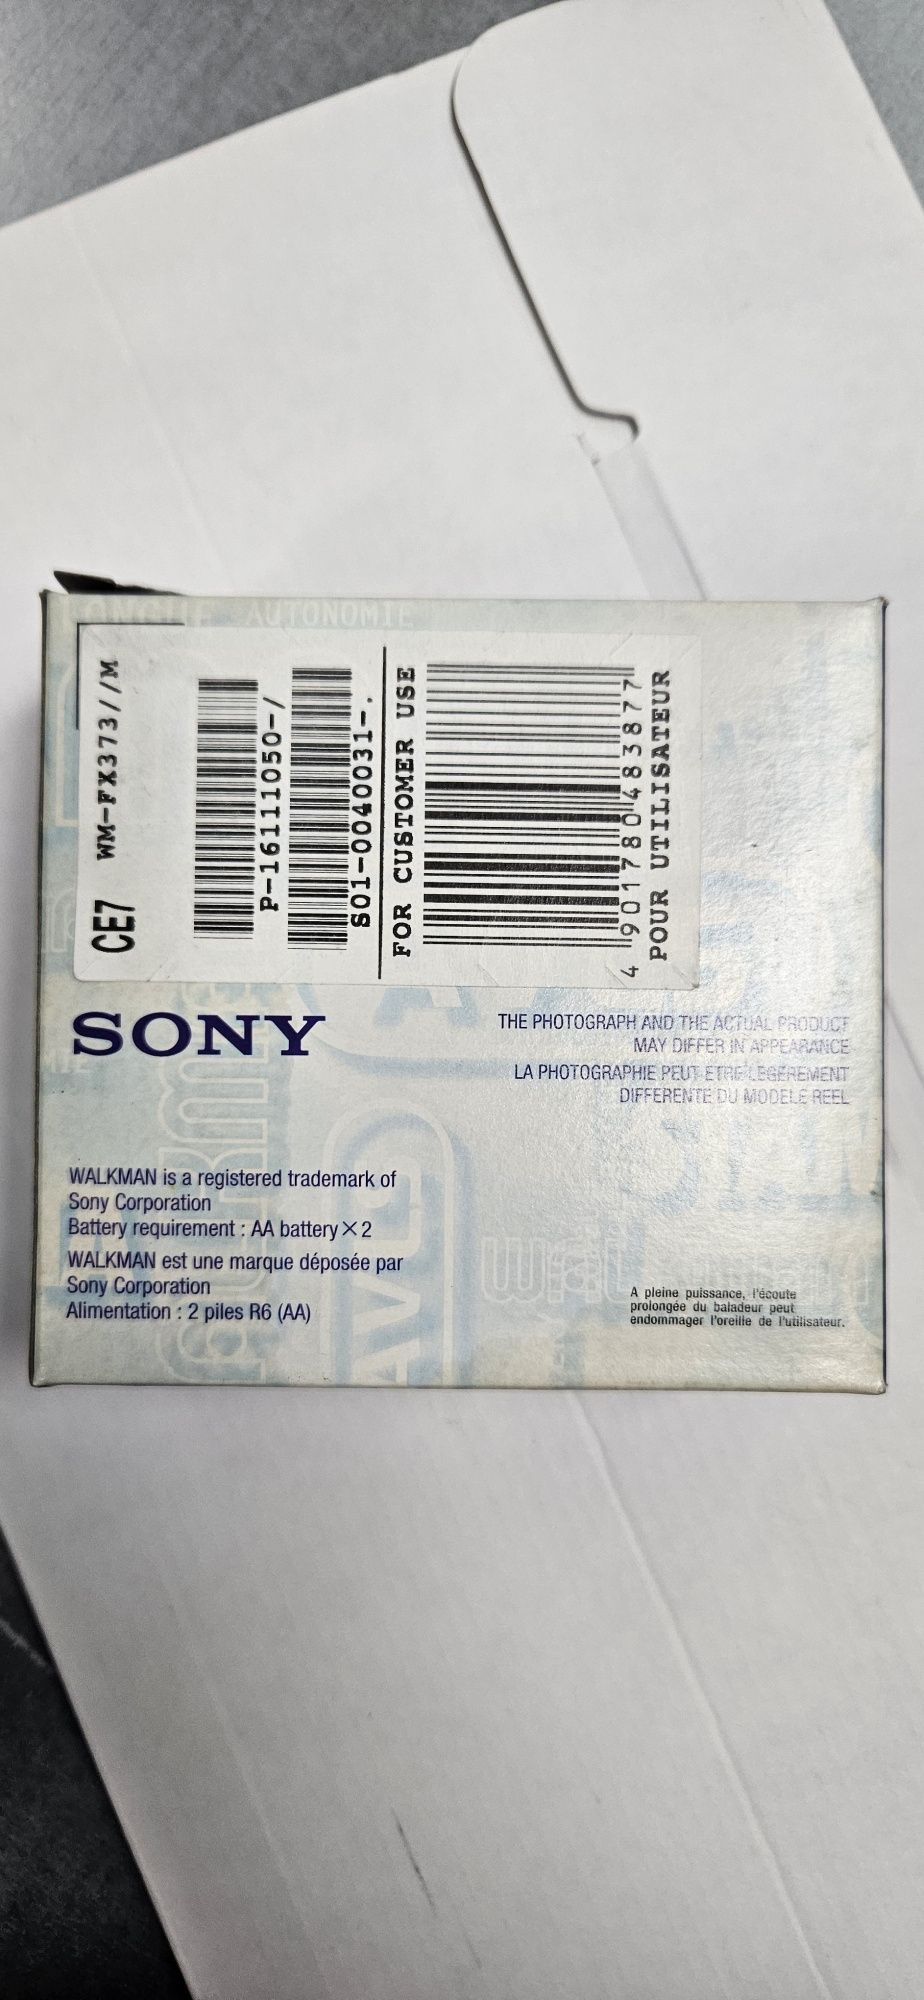 LONGUE AUTONOMIE
CE7 WM-FX373//M
P-16111050-/
S01-0040031-.
FOR CUSTOMER USE
4 901780 483877
POUR UTILISATEUR
SONY
THE PHOTOGRAPH AND THE ACTUAL PRODUCT
MAY DIFFER IN APPEARANCE
LA PHOTOGRAPHIE PEUT ETRE LEGEREMENT
DIFFERENTE DU MODELE REEL
WALKMAN is a registered trademark of
Sony Corporation
Battery requirement : AA battery×2
WALKMAN est une marque déposée par
Sony Corporation
Alimentation : 2 piles R6 (AA)
AVLS
A pleine puissance, l'écoute
prolongée du baladeur peut
endommager l'oreille de l'utilisateur.